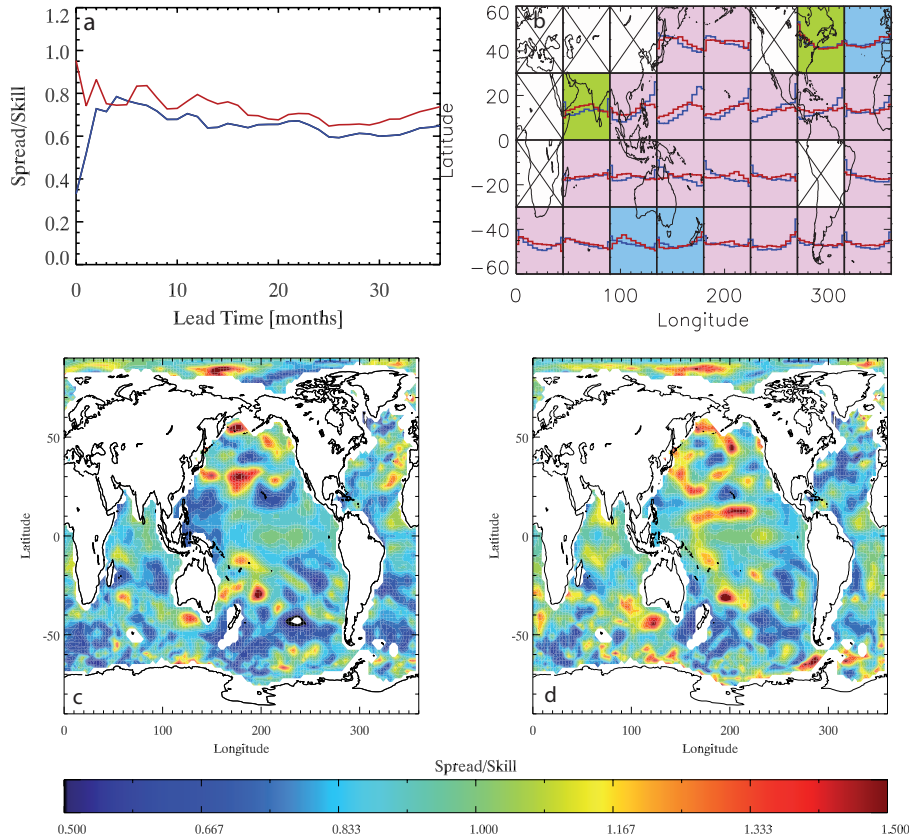 a
1.2
1.0
0.8
0.6
0.4
0.2
0.0
Spread/Skill
0 10 20 30
Lead Time [months]
b
60
40
20
0
−20
−40
−60
Latitude
0 100 200 300
Longitude
c
50
0
-50
Latitude
0 100 200 300
Longitude
d
50
0
-50
Latitude
0 100 200 300
Longitude
Spread/Skill
0.500 0.667 0.833 1.000 1.167 1.333 1.500